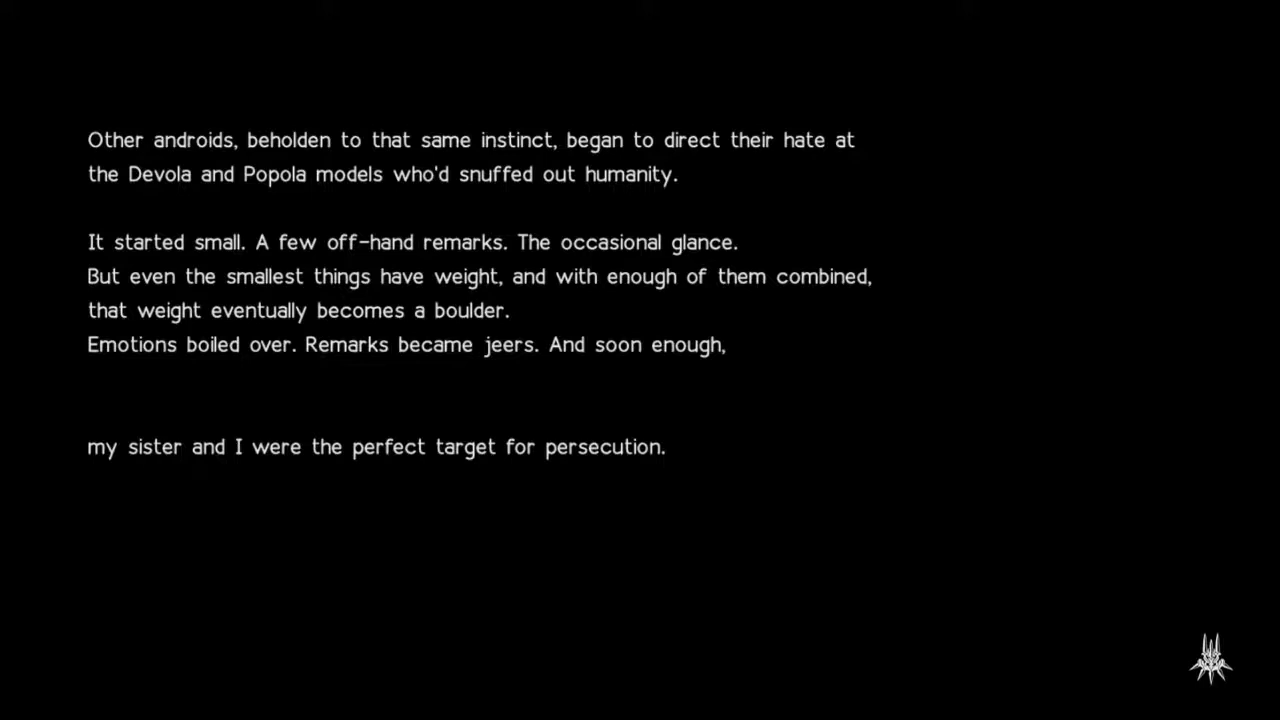 Other androids, beholden to that same instinct, began to direct their hate at
the Devola and Popola models who'd snuffed out humanity.
It started small. A few off-hand remarks. The occasional glance.
But even the smallest things have weight, and with enough of them combined,
that weight eventually becomes a boulder.
Emotions boiled over. Remarks became jeers. And soon enough,
my sister and I were the perfect target for persecution.